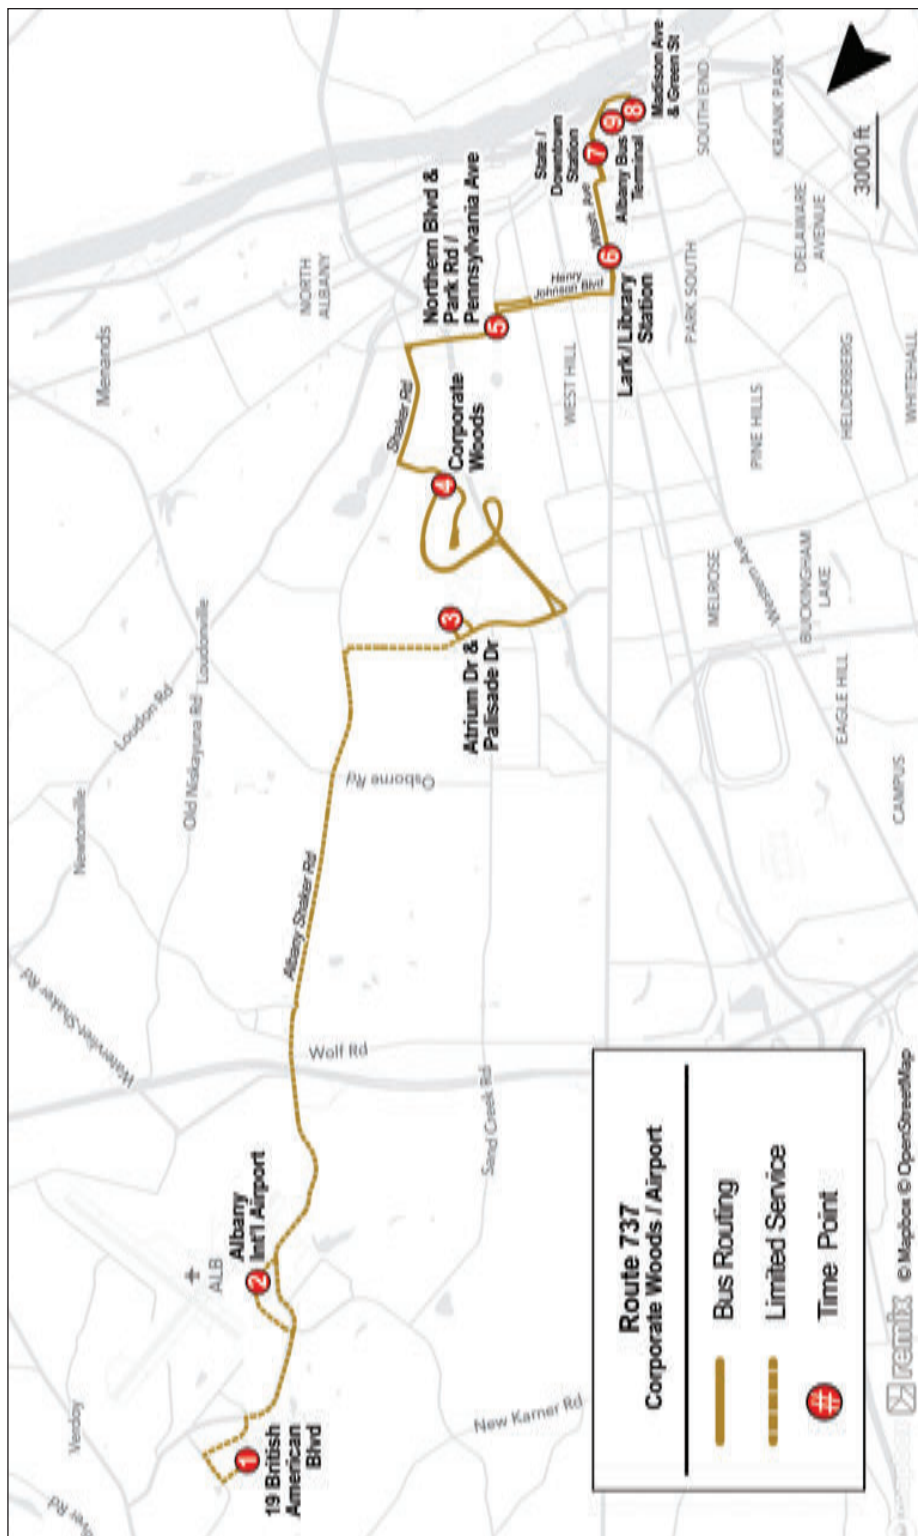 19 British
American
Blvd
1
Albany
Int'l Airport
2
ALB
Verdoy
New Karner Rd
Watervliet-Shaker Rd
Wolf Rd
Sand Creek Rd
Albany Shaker Rd
Newtonville
Old Niskayuna Rd
Loudon Rd
Loudonville
Osborne Rd
Atrium Dr &
Palisade Dr
3
Corporate
Woods
4
Shaker Rd
Menands
NORTH
ALBANY
Northern Blvd &
Park Rd /
Pennsylvania Ave
5
WEST HILL
Henry
Johnson Blvd
Lark / Library
Station
6
Wash. Ave
State /
Downtown
Station
7
Albany Bus
Terminal
9
8
Madison Ave
& Green St
SOUTH END
KRANK PARK
DELAWARE
AVENUE
PARK SOUTH
PINE HILLS
HELDERBERG
WHITEHALL
MELROSE
Western Ave
BUCKINGHAM
LAKE
EAGLE HILL
CAMPUS
3000 ft
Route 737
Corporate Woods / Airport
Bus Routing
Limited Service
# Time Point
remix © Mapbox © OpenStreetMap